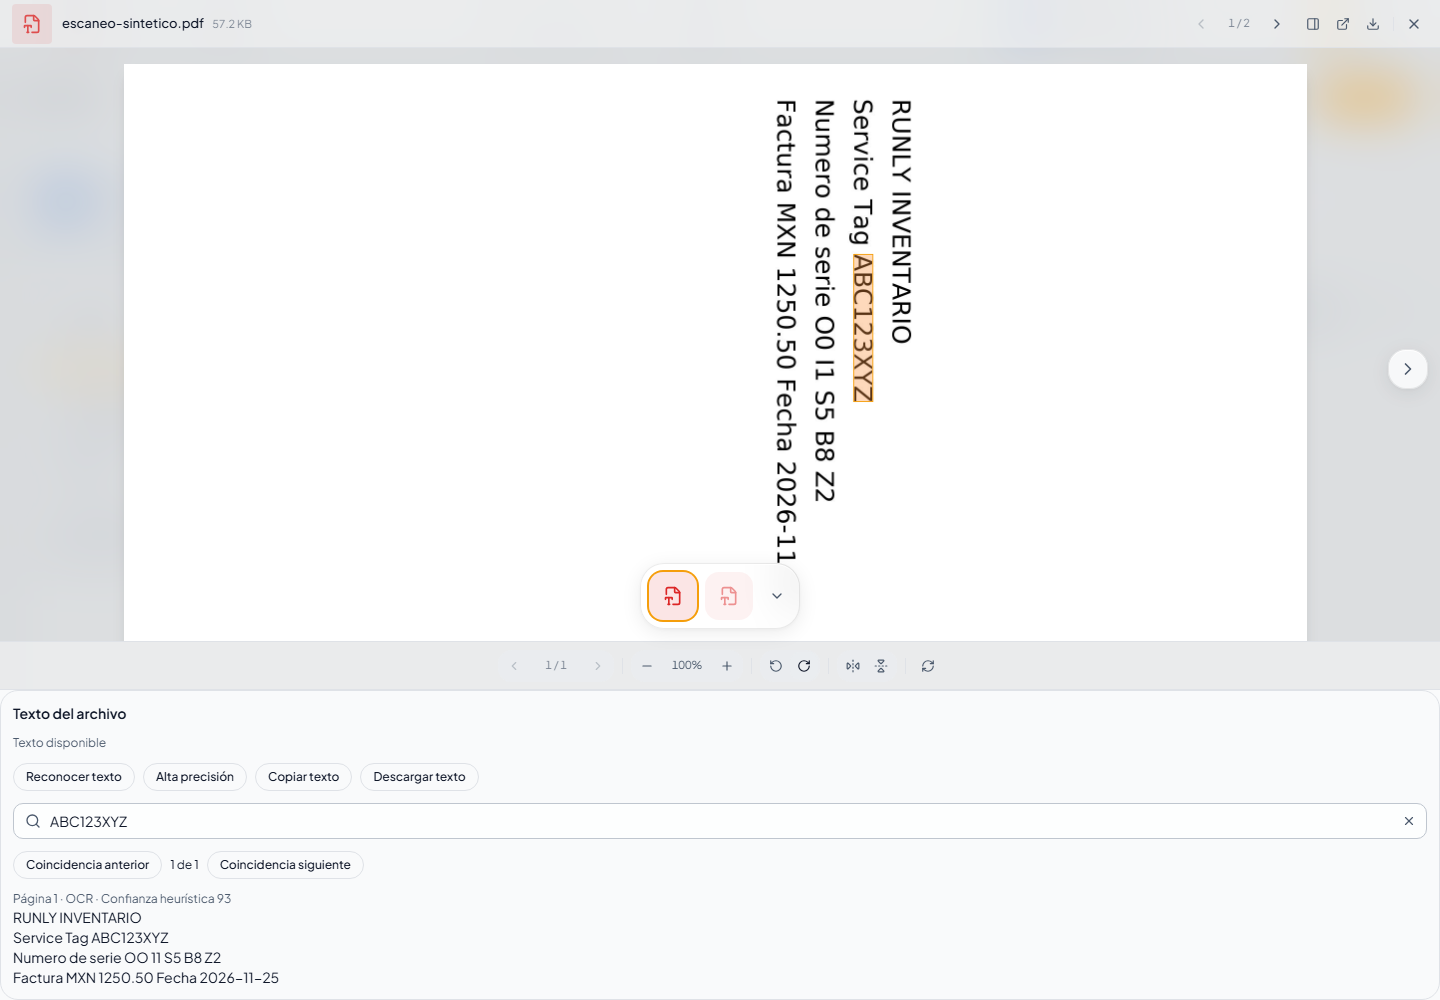 escaneo-sintetico.pdf 57.2 KB
1 / 2
RUNLY INVENTARIO
Service Tag ABC123XYZ
Numero de serie O0 I1 S5 B8 Z2
Factura MXN 1250.50 Fecha 2026-11
1 / 1
100%
Texto del archivo
Texto disponible
Reconocer texto Alta precisión Copiar texto Descargar texto
ABC123XYZ
Coincidencia anterior 1 de 1 Coincidencia siguiente
Página 1 · OCR · Confianza heurística 93
RUNLY INVENTARIO
Service Tag ABC123XYZ
Numero de serie OO 11 S5 B8 Z2
Factura MXN 1250.50 Fecha 2026-11-25